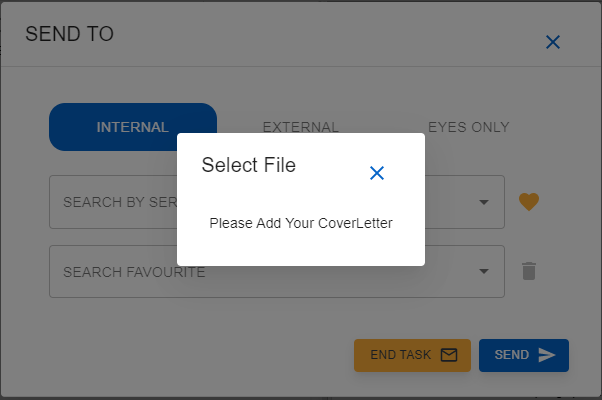 SEND TO
INTERNAL
EXTERNAL
EYES ONLY
Select File
SEARCH BY SER
Please Add Your CoverLetter
SEARCH FAVOURITE
END TASK
SEND